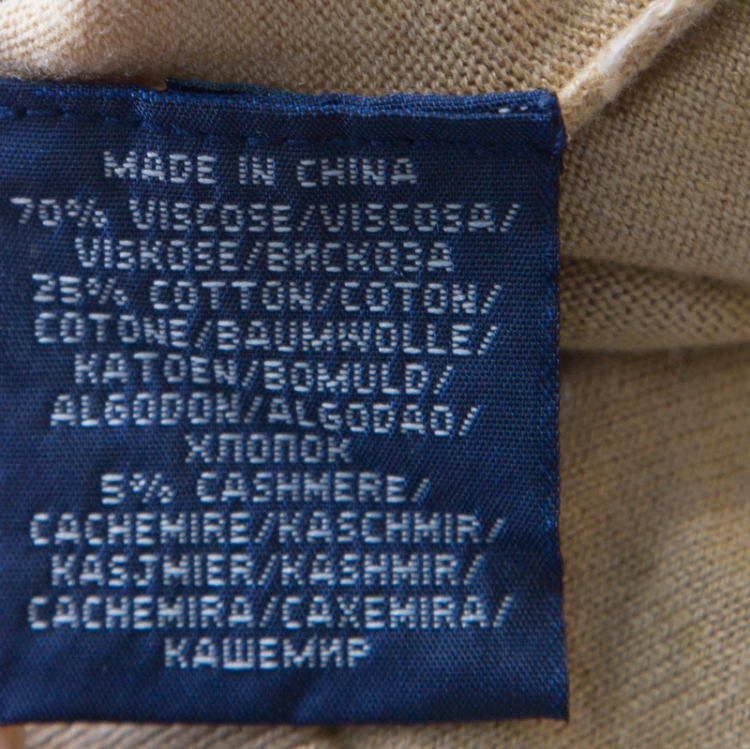 MADE IN CHINA
70% VISCOSE/VISCOSA/
VISKOSE/ВИСКОЗА
25% COTTON/COTON/
COTONE/BAUMWOLLE/
KATOEN/BOMULD/
ALGODON/ALGODAO/
ХЛОПОК
5% CASHMERE/
CACHEMIRE/KASCHMIR/
KASJMIER/KASHMIR/
CACHEMIRA/CAXEMIRA/
КАШЕМИР